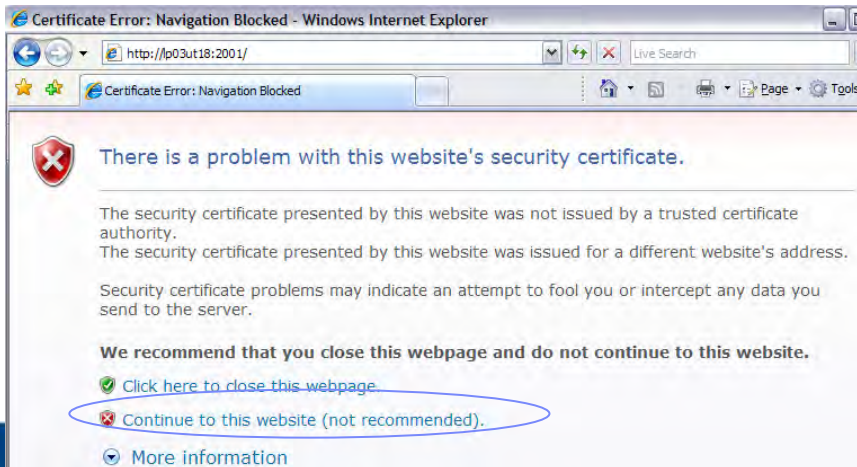 Certificate Error: Navigation Blocked - Windows Internet Explorer
http://lp03ut18:2001/
Live Search
Certificate Error: Navigation Blocked
Page
Tools
There is a problem with this website's security certificate.
The security certificate presented by this website was not issued by a trusted certificate
authority.
The security certificate presented by this website was issued for a different website's address.
Security certificate problems may indicate an attempt to fool you or intercept any data you
send to the server.
We recommend that you close this webpage and do not continue to this website.
Click here to close this webpage.
Continue to this website (not recommended).
More information